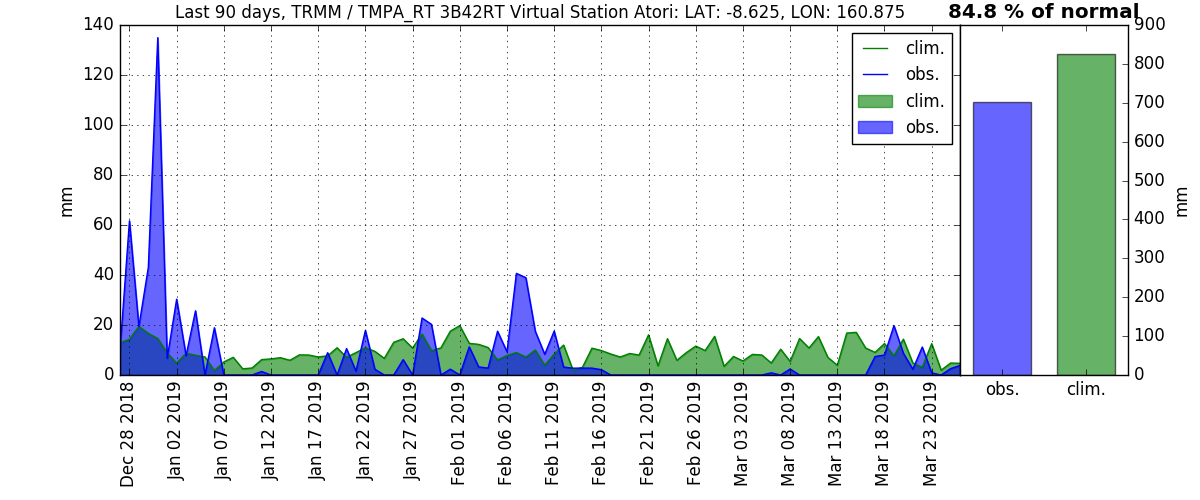 Last 90 days, TRMM / TMPA_RT 3B42RT Virtual Station Atori: LAT: -8.625, LON: 160.875
84.8 % of normal
140
120
100
80
60
40
20
0
mm
clim.
obs.
clim.
obs.
Dec 28 2018
Jan 02 2019
Jan 07 2019
Jan 12 2019
Jan 17 2019
Jan 22 2019
Jan 27 2019
Feb 01 2019
Feb 06 2019
Feb 11 2019
Feb 16 2019
Feb 21 2019
Feb 26 2019
Mar 03 2019
Mar 08 2019
Mar 13 2019
Mar 18 2019
Mar 23 2019
900
800
700
600
500
400
300
200
100
0
mm
obs.
clim.